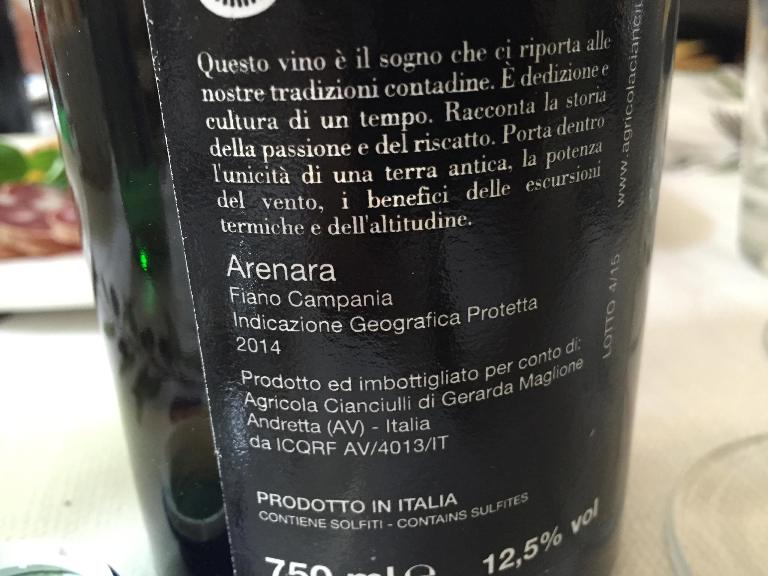 Questo vino è il sogno che ci riporta alle
nostre tradizioni contadine. È dedizione e
cultura di un tempo. Racconta la storia
della passione e del riscatto. Porta dentro
l'unicità di una terra antica, la potenza
del vento, i benefici delle escursioni
termiche e dell'altitudine.
Arenara
Fiano Campania
Indicazione Geografica Protetta
2014
Prodotto ed imbottigliato per conto di:
Agricola Cianciulli di Gerarda Maglione
Andretta (AV) - Italia
da ICQRF AV/4013/IT
PRODOTTO IN ITALIA
CONTIENE SOLFITI - CONTAINS SULFITES
750 ml e 12,5% vol
LOTTO 4/15 www.agricolacianciul